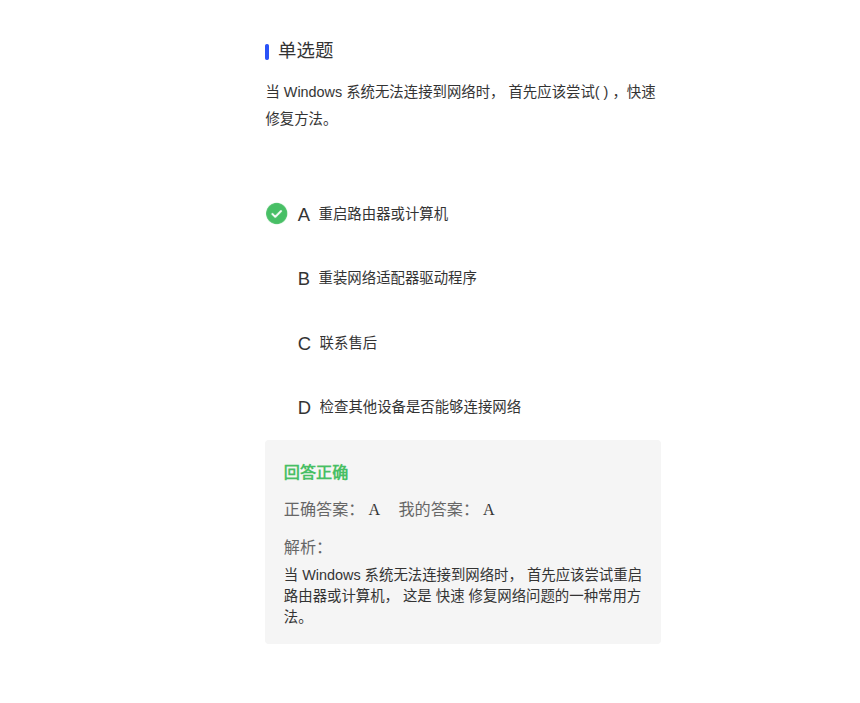 单选题
当 Windows 系统无法连接到网络时， 首先应该尝试( ) ，快速
修复方法。
A 重启路由器或计算机
B 重装网络适配器驱动程序
C 联系售后
D 检查其他设备是否能够连接网络
回答正确
正确答案： A 我的答案： A
解析：
当 Windows 系统无法连接到网络时， 首先应该尝试重启
路由器或计算机， 这是 快速 修复网络问题的一种常用方
法。